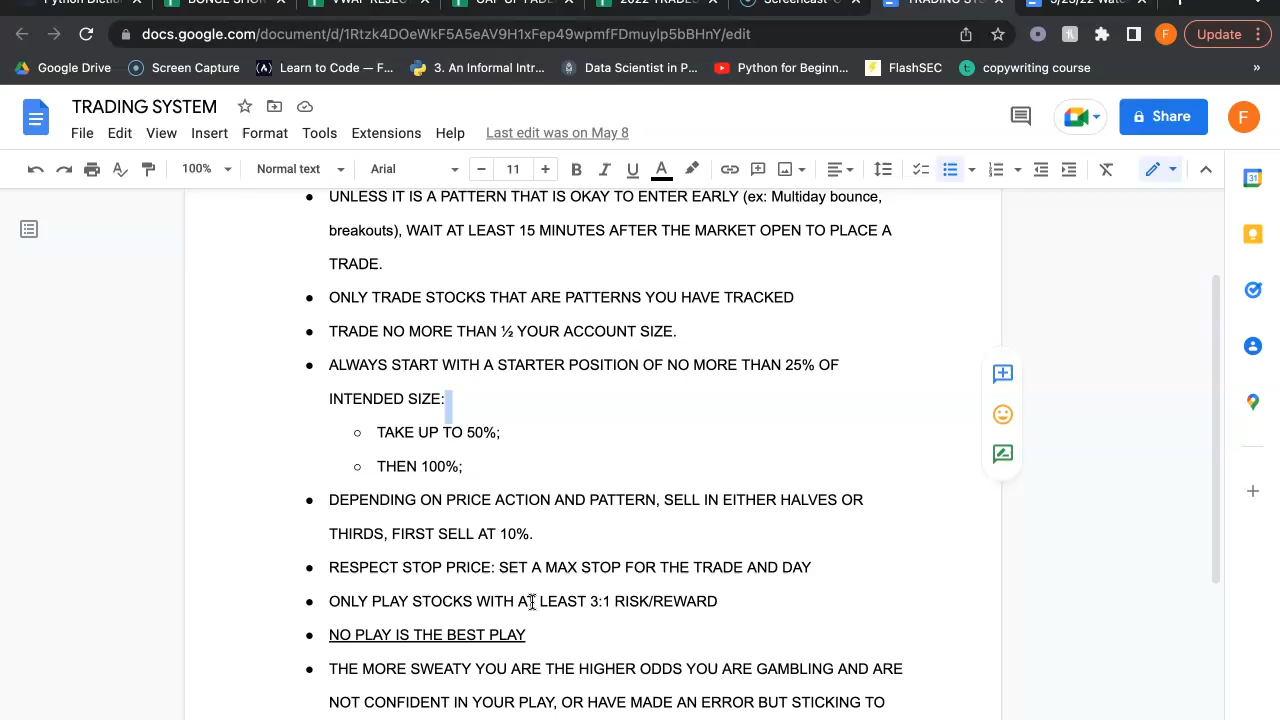 docs.google.com/document/d/1Rtzk4DOeWkF5A5eAV9H1xFep49wpmfFDmuylp5bBHnY/edit
Update
Google Drive
Screen Capture
Learn to Code — F...
3. An Informal Intr...
Data Scientist in P...
Python for Beginn...
FlashSEC
copywriting course
»
TRADING SYSTEM
File Edit View Insert Format Tools Extensions Help Last edit was on May 8
Share
F
100% Normal text Arial 11
UNLESS IT IS A PATTERN THAT IS OKAY TO ENTER EARLY (ex: Multiday bounce,
breakouts), WAIT AT LEAST 15 MINUTES AFTER THE MARKET OPEN TO PLACE A
TRADE.
● ONLY TRADE STOCKS THAT ARE PATTERNS YOU HAVE TRACKED
● TRADE NO MORE THAN ½ YOUR ACCOUNT SIZE.
● ALWAYS START WITH A STARTER POSITION OF NO MORE THAN 25% OF
INTENDED SIZE:
○ TAKE UP TO 50%;
○ THEN 100%;
● DEPENDING ON PRICE ACTION AND PATTERN, SELL IN EITHER HALVES OR
THIRDS, FIRST SELL AT 10%.
● RESPECT STOP PRICE: SET A MAX STOP FOR THE TRADE AND DAY
● ONLY PLAY STOCKS WITH AT LEAST 3:1 RISK/REWARD
● NO PLAY IS THE BEST PLAY
● THE MORE SWEATY YOU ARE THE HIGHER ODDS YOU ARE GAMBLING AND ARE
NOT CONFIDENT IN YOUR PLAY, OR HAVE MADE AN ERROR BUT STICKING TO